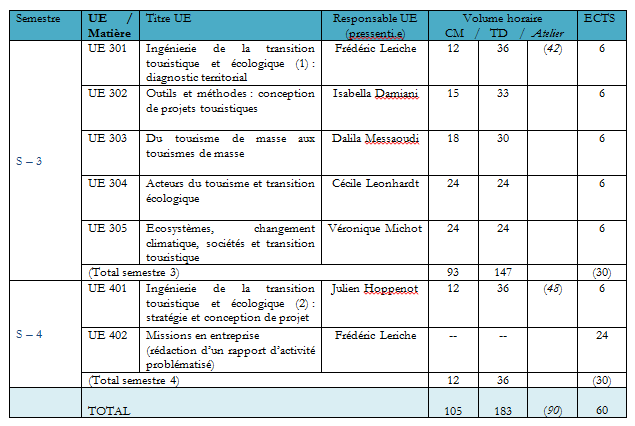 Semestre UE / Titre UE Responsable UE Volume horaire ECTS
Matière (pressenti.e) CM / TD / Atelier
S – 3
UE 301 Ingénierie de la transition Frédéric Leriche 12 36 (42) 6
touristique et écologique (1) :
diagnostic territorial
UE 302 Outils et méthodes : conception Isabella Damiani 15 33 6
de projets touristiques
UE 303 Du tourisme de masse aux Dalila Messaoudi 18 30 6
tourismes de masse
UE 304 Acteurs du tourisme et transition Cécile Leonhardt 24 24 6
écologique
UE 305 Ecosystèmes, changement Véronique Michot 24 24 6
climatique, sociétés et transition
touristique
(Total semestre 3) 93 147 (30)
S – 4
UE 401 Ingénierie de la transition Julien Hoppenot 12 36 (48) 6
touristique et écologique (2) :
stratégie et conception de projet
UE 402 Missions en entreprise Frédéric Leriche -- -- 24
(rédaction d'un rapport d'activité
problématisé)
(Total semestre 4) 12 36 (30)
TOTAL 105 183 (90) 60